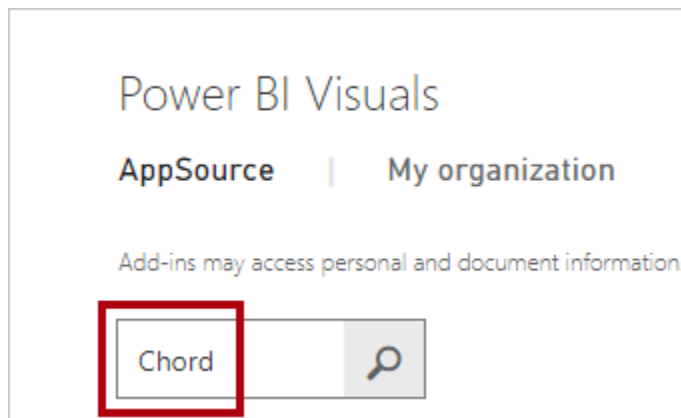 Power BI Visuals
AppSource | My organization
Add-ins may access personal and document information
Chord